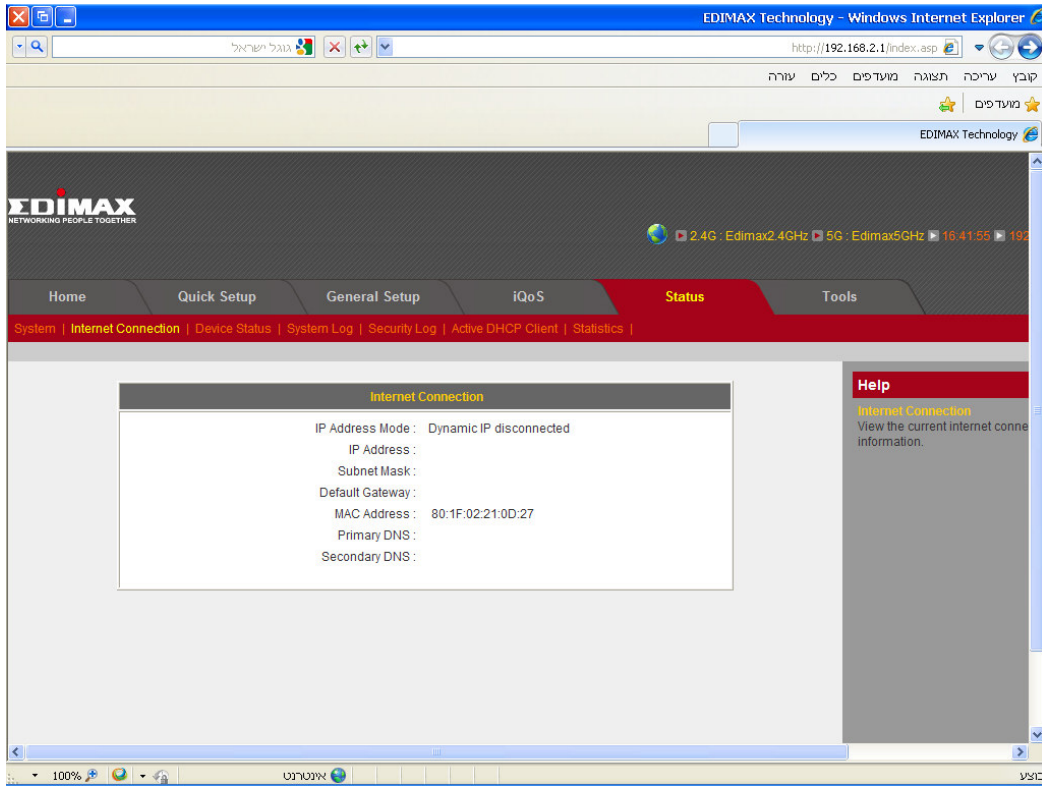 EDIMAX Technology - Windows Internet Explorer
http://192.168.2.1/index.asp
גוגל ישראל
קובץ עריכה תצוגה מועדפים כלים עזרה
מועדפים
EDIMAX Technology
EDIMAX
NETWORKING PEOPLE TOGETHER
2.4G : Edimax2.4GHz 5G : Edimax5GHz 16:41:55 192
Home Quick Setup General Setup iQoS Status Tools
System | Internet Connection | Device Status | System Log | Security Log | Active DHCP Client | Statistics |
Internet Connection
IP Address Mode : Dynamic IP disconnected
IP Address :
Subnet Mask :
Default Gateway :
MAC Address : 80:1F:02:21:0D:27
Primary DNS :
Secondary DNS :
Help
Internet Connection
View the current internet conne
information.
100%
אינטרנט